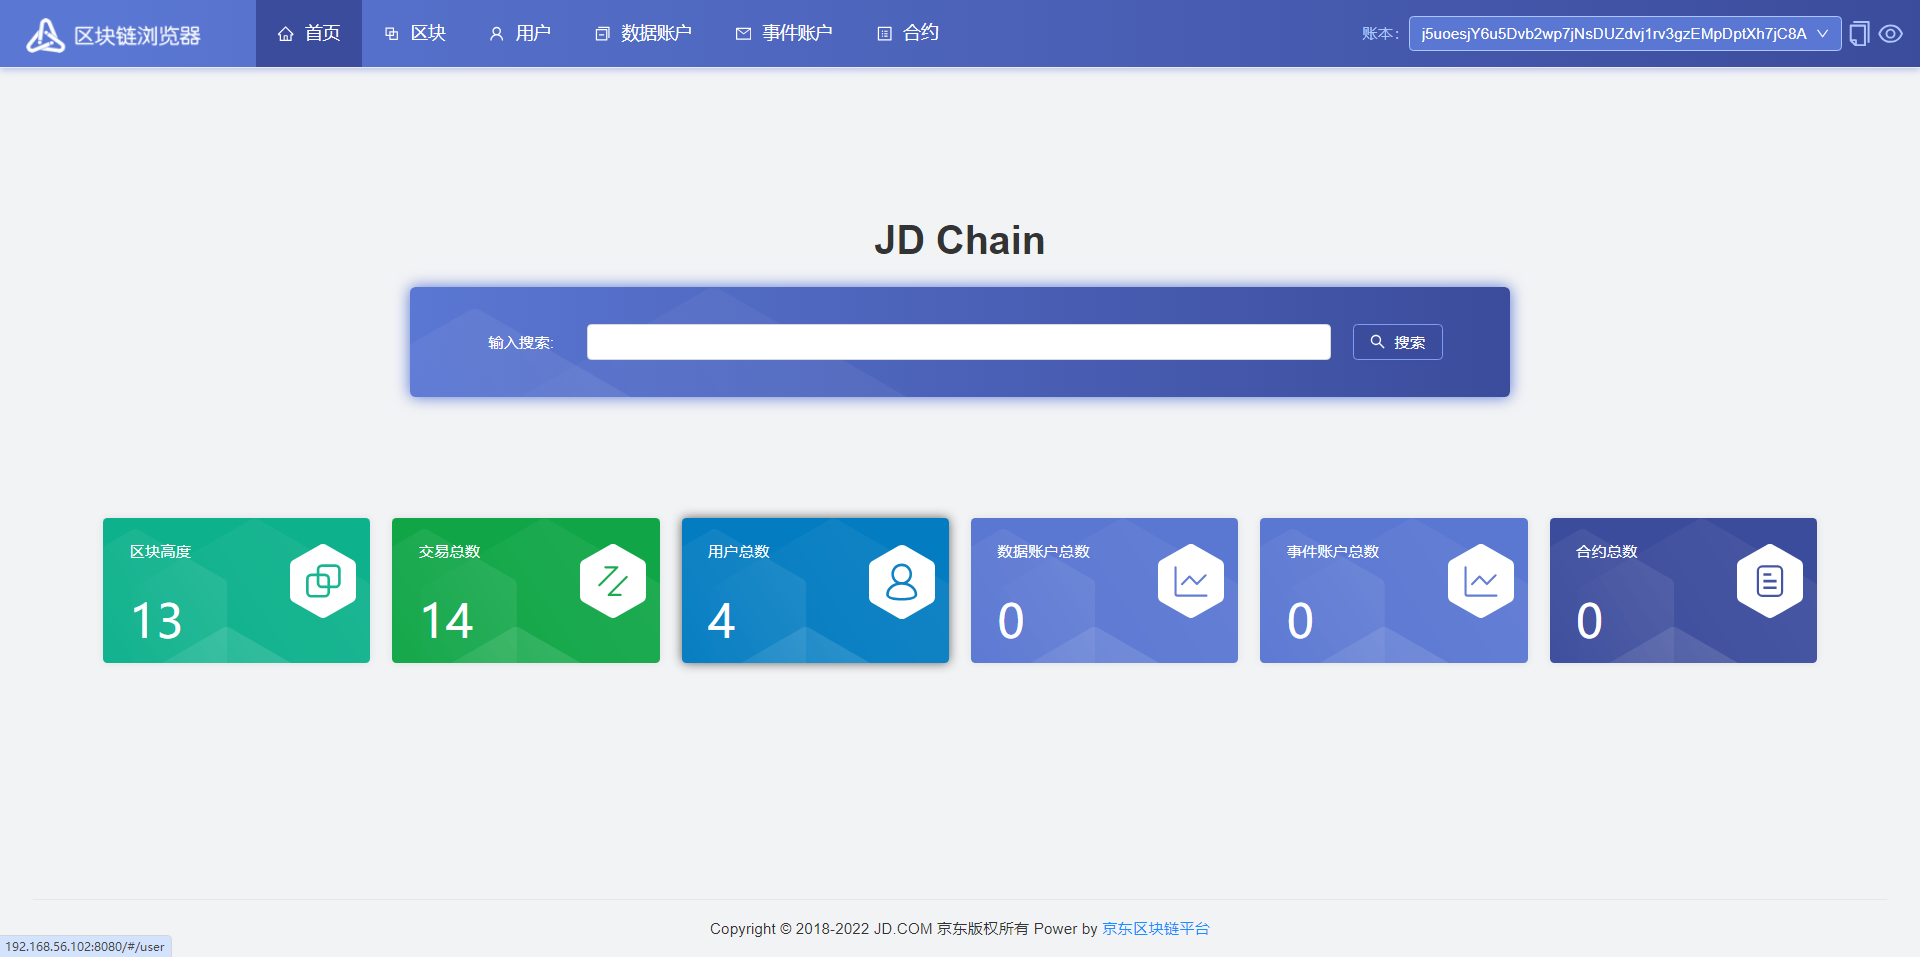 区块链浏览器
首页
区块
用户
数据账户
事件账户
合约
账本：
j5uoesjY6u5Dvb2wp7jNsDUZdvj1rv3gzEMpDptXh7jC8A
JD Chain
输入搜索:
搜索
区块高度
13
交易总数
14
用户总数
4
数据账户总数
0
事件账户总数
0
合约总数
0
Copyright © 2018-2022 JD.COM 京东版权所有 Power by 京东区块链平台
192.168.56.102:8080/#/user